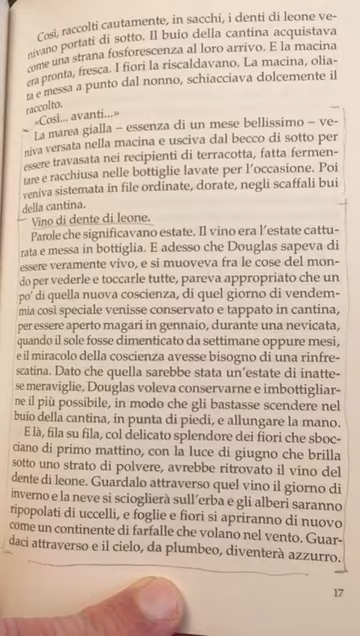 Così, raccolti cautamente, in sacchi, i denti di leone ve-
nivano portati di sotto. Il buio della cantina acquistava
come una strana fosforescenza al loro arrivo. E la macina
era pronta, fresca. I fiori la riscaldavano. La macina, olia-
ta e messa a punto dal nonno, schiacciava dolcemente il
raccolto.
«Così... avanti...»
La marea gialla – essenza di un mese bellissimo – ve-
niva versata nella macina e usciva dal becco di sotto per
essere travasata nei recipienti di terracotta, fatta fermen-
tare e racchiusa nelle bottiglie lavate per l'occasione. Poi
veniva sistemata in file ordinate, dorate, negli scaffali bui
della cantina.
Vino di dente di leone.
Parole che significavano estate. Il vino era l'estate cattu-
rata e messa in bottiglia. E adesso che Douglas sapeva di
essere veramente vivo, e si muoveva fra le cose del mon-
do per vederle e toccarle tutte, pareva appropriato che un
po' di quella nuova coscienza, di quel giorno di vendem-
mia così speciale venisse conservato e tappato in cantina,
per essere aperto magari in gennaio, durante una nevicata,
quando il sole fosse dimenticato da settimane oppure mesi,
e il miracolo della coscienza avesse bisogno di una rinfre-
scatina. Dato che quella sarebbe stata un'estate di inatte-
se meraviglie, Douglas voleva conservarne e imbottigliar-
ne il più possibile, in modo che gli bastasse scendere nel
buio della cantina, in punta di piedi, e allungare la mano.
E là, fila su fila, col delicato splendore dei fiori che sboc-
ciano di primo mattino, con la luce di giugno che brilla
sotto uno strato di polvere, avrebbe ritrovato il vino del
dente di leone. Guardalo attraverso quel vino il giorno di
inverno e la neve si scioglierà sull'erba e gli alberi saranno
ripopolati di uccelli, e foglie e fiori si apriranno di nuovo
come un continente di farfalle che volano nel vento. Guar-
daci attraverso e il cielo, da plumbeo, diventerà azzurro.
17